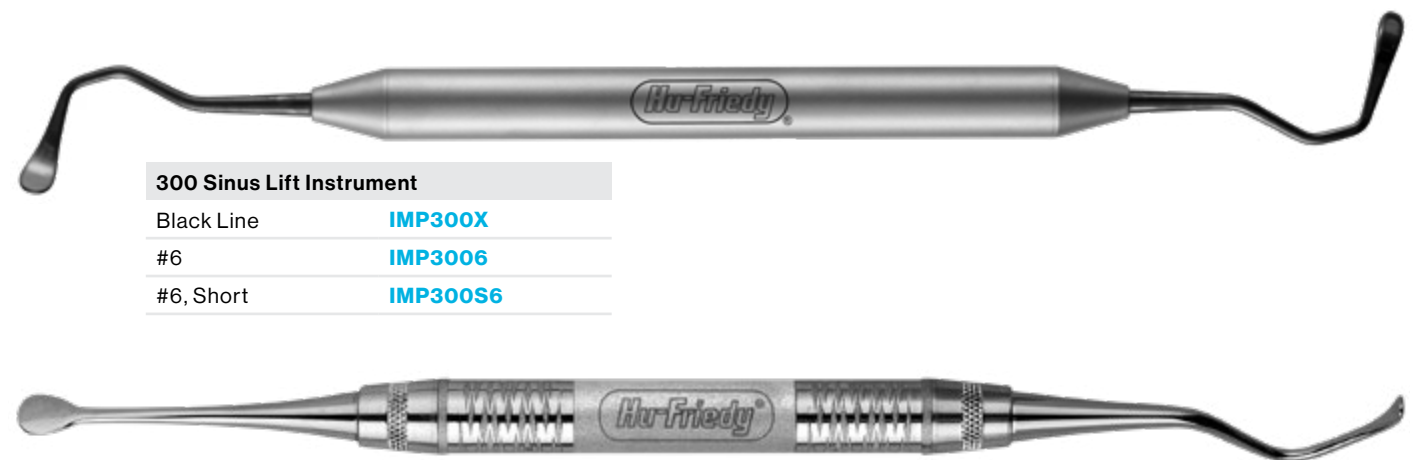 Hu-Friedy®
300 Sinus Lift Instrument
Black Line IMP300X
#6 IMP3006
#6, Short IMP300S6
Hu-Friedy®